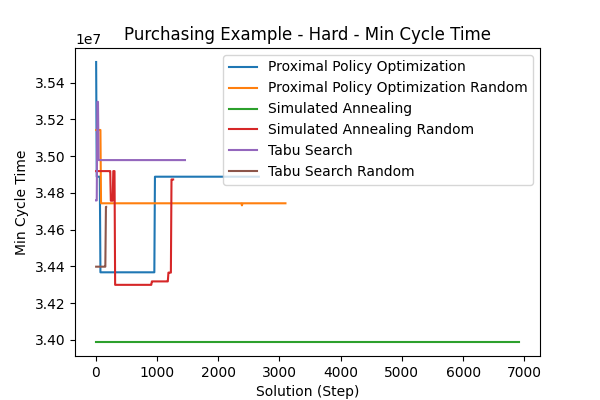 Purchasing Example - Hard - Min Cycle Time
1e7
3.54
3.52
3.50
3.48
3.46
3.44
3.42
3.40
Min Cycle Time
Proximal Policy Optimization
Proximal Policy Optimization Random
Simulated Annealing
Simulated Annealing Random
Tabu Search
Tabu Search Random
0 1000 2000 3000 4000 5000 6000 7000
Solution (Step)